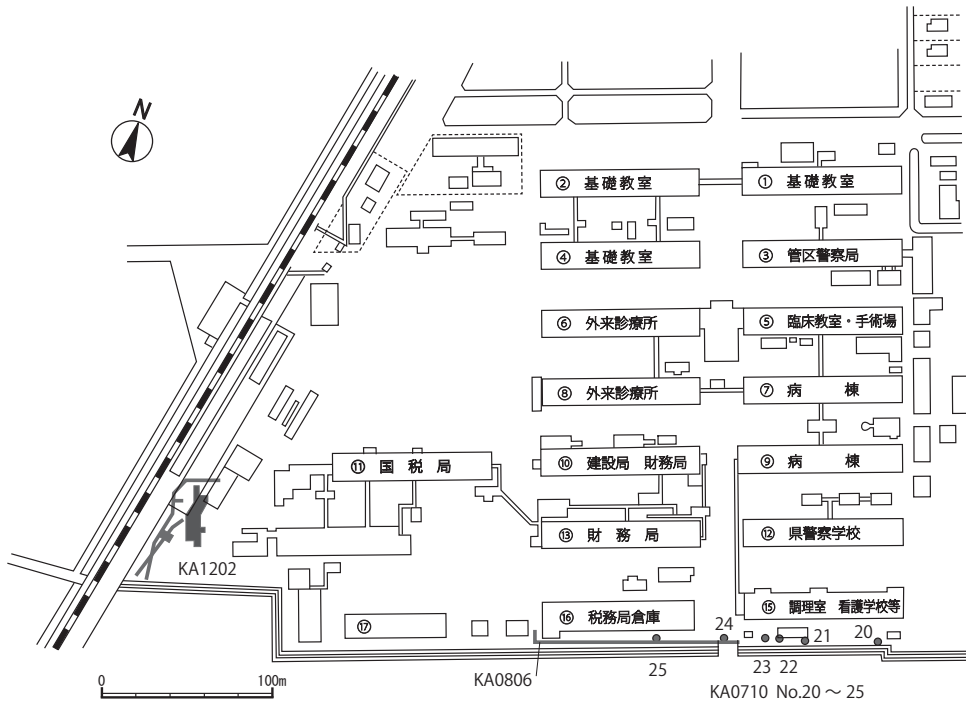 N
② 基礎教室
① 基礎教室
④ 基礎教室
③ 管区警察局
⑥ 外来診療所
⑤ 臨床教室・手術場
⑧ 外来診療所
⑦ 病 棟
⑪ 国 税 局
⑩ 建設局 財務局
⑨ 病 棟
⑬ 財 務 局
⑫ 県警察学校
KA1202
⑰
⑯ 税務局倉庫
⑮ 調理室 看護学校等
24
21
20
25
23 22
KA0806
KA0710 No.20 ～ 25
0 100m